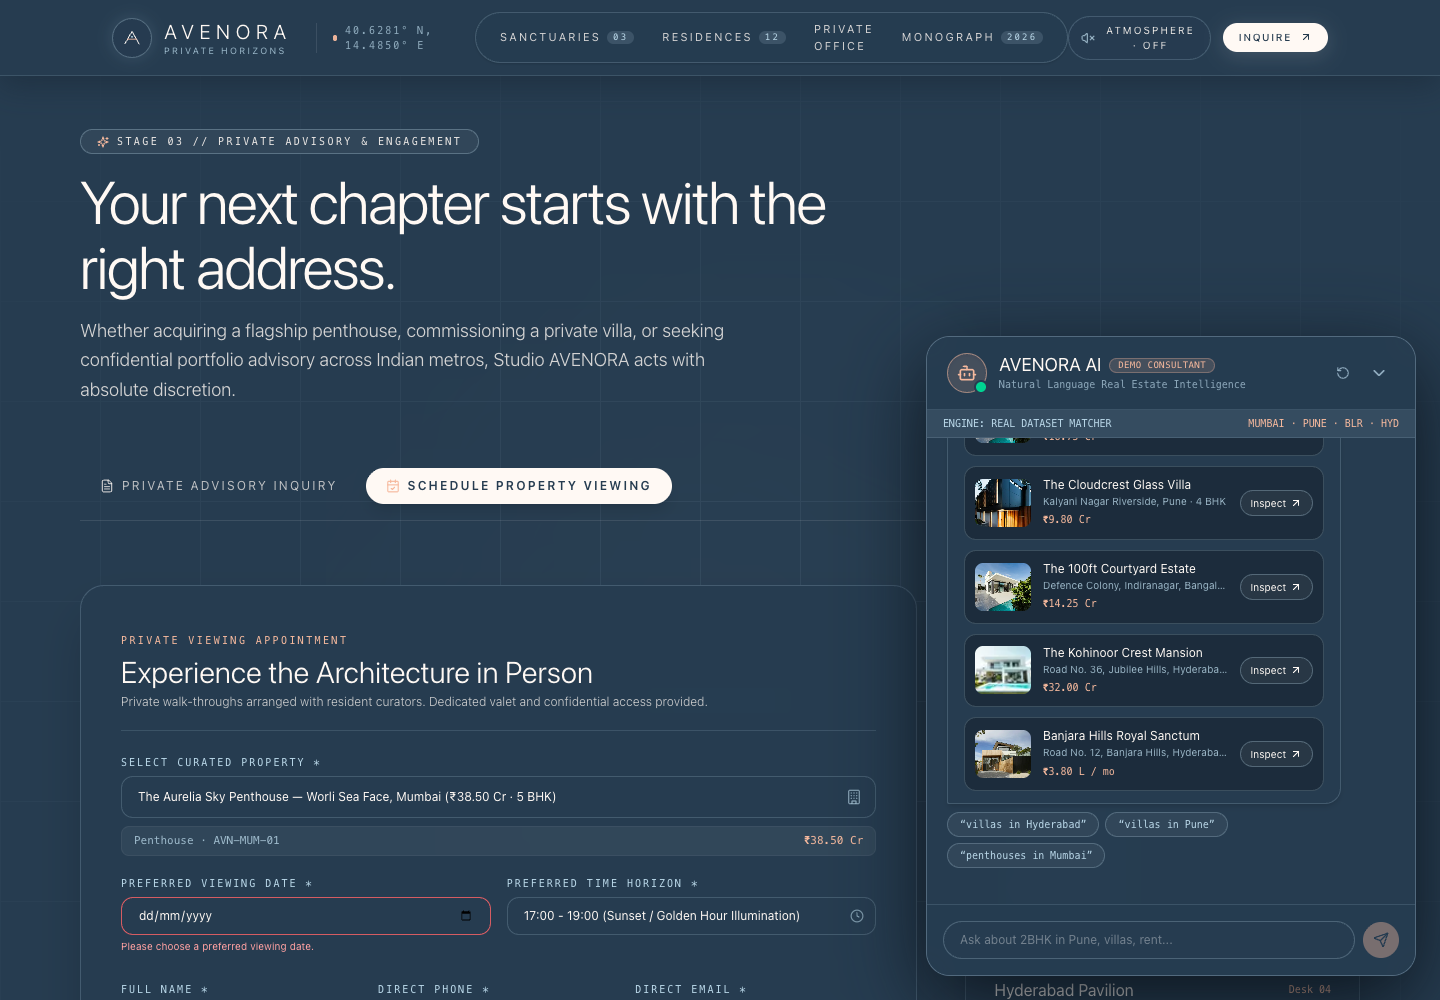 AVENORA
PRIVATE HORIZONS
40.6281° N,
14.4850° E
SANCTUARIES 03
RESIDENCES 12
PRIVATE
OFFICE
MONOGRAPH 2026
ATMOSPHERE
· OFF
INQUIRE
STAGE 03 // PRIVATE ADVISORY & ENGAGEMENT
Your next chapter starts with the
right address.
Whether acquiring a flagship penthouse, commissioning a private villa, or seeking
confidential portfolio advisory across Indian metros, Studio AVENORA acts with
absolute discretion.
PRIVATE ADVISORY INQUIRY
SCHEDULE PROPERTY VIEWING
PRIVATE VIEWING APPOINTMENT
Experience the Architecture in Person
Private walk-throughs arranged with resident curators. Dedicated valet and confidential access provided.
SELECT CURATED PROPERTY *
The Aurelia Sky Penthouse — Worli Sea Face, Mumbai (₹38.50 Cr · 5 BHK)
Penthouse · AVN-MUM-01
₹38.50 Cr
PREFERRED VIEWING DATE *
PREFERRED TIME HORIZON *
dd/mm/yyyy
17:00 - 19:00 (Sunset / Golden Hour Illumination)
Please choose a preferred viewing date.
FULL NAME *
DIRECT PHONE *
DIRECT EMAIL *
AVENORA AI
DEMO CONSULTANT
Natural Language Real Estate Intelligence
ENGINE: REAL DATASET MATCHER
MUMBAI · PUNE · BLR · HYD
The Cloudcrest Glass Villa
Kalyani Nagar Riverside, Pune · 4 BHK
₹9.80 Cr
Inspect
The 100ft Courtyard Estate
Defence Colony, Indiranagar, Bangal...
₹14.25 Cr
Inspect
The Kohinoor Crest Mansion
Road No. 36, Jubilee Hills, Hyderaba...
₹32.00 Cr
Inspect
Banjara Hills Royal Sanctum
Road No. 12, Banjara Hills, Hyderaba...
₹3.80 L / mo
Inspect
“villas in Hyderabad”
“villas in Pune”
“penthouses in Mumbai”
Ask about 2BHK in Pune, villas, rent...
Hyderabad Pavilion
Desk 04